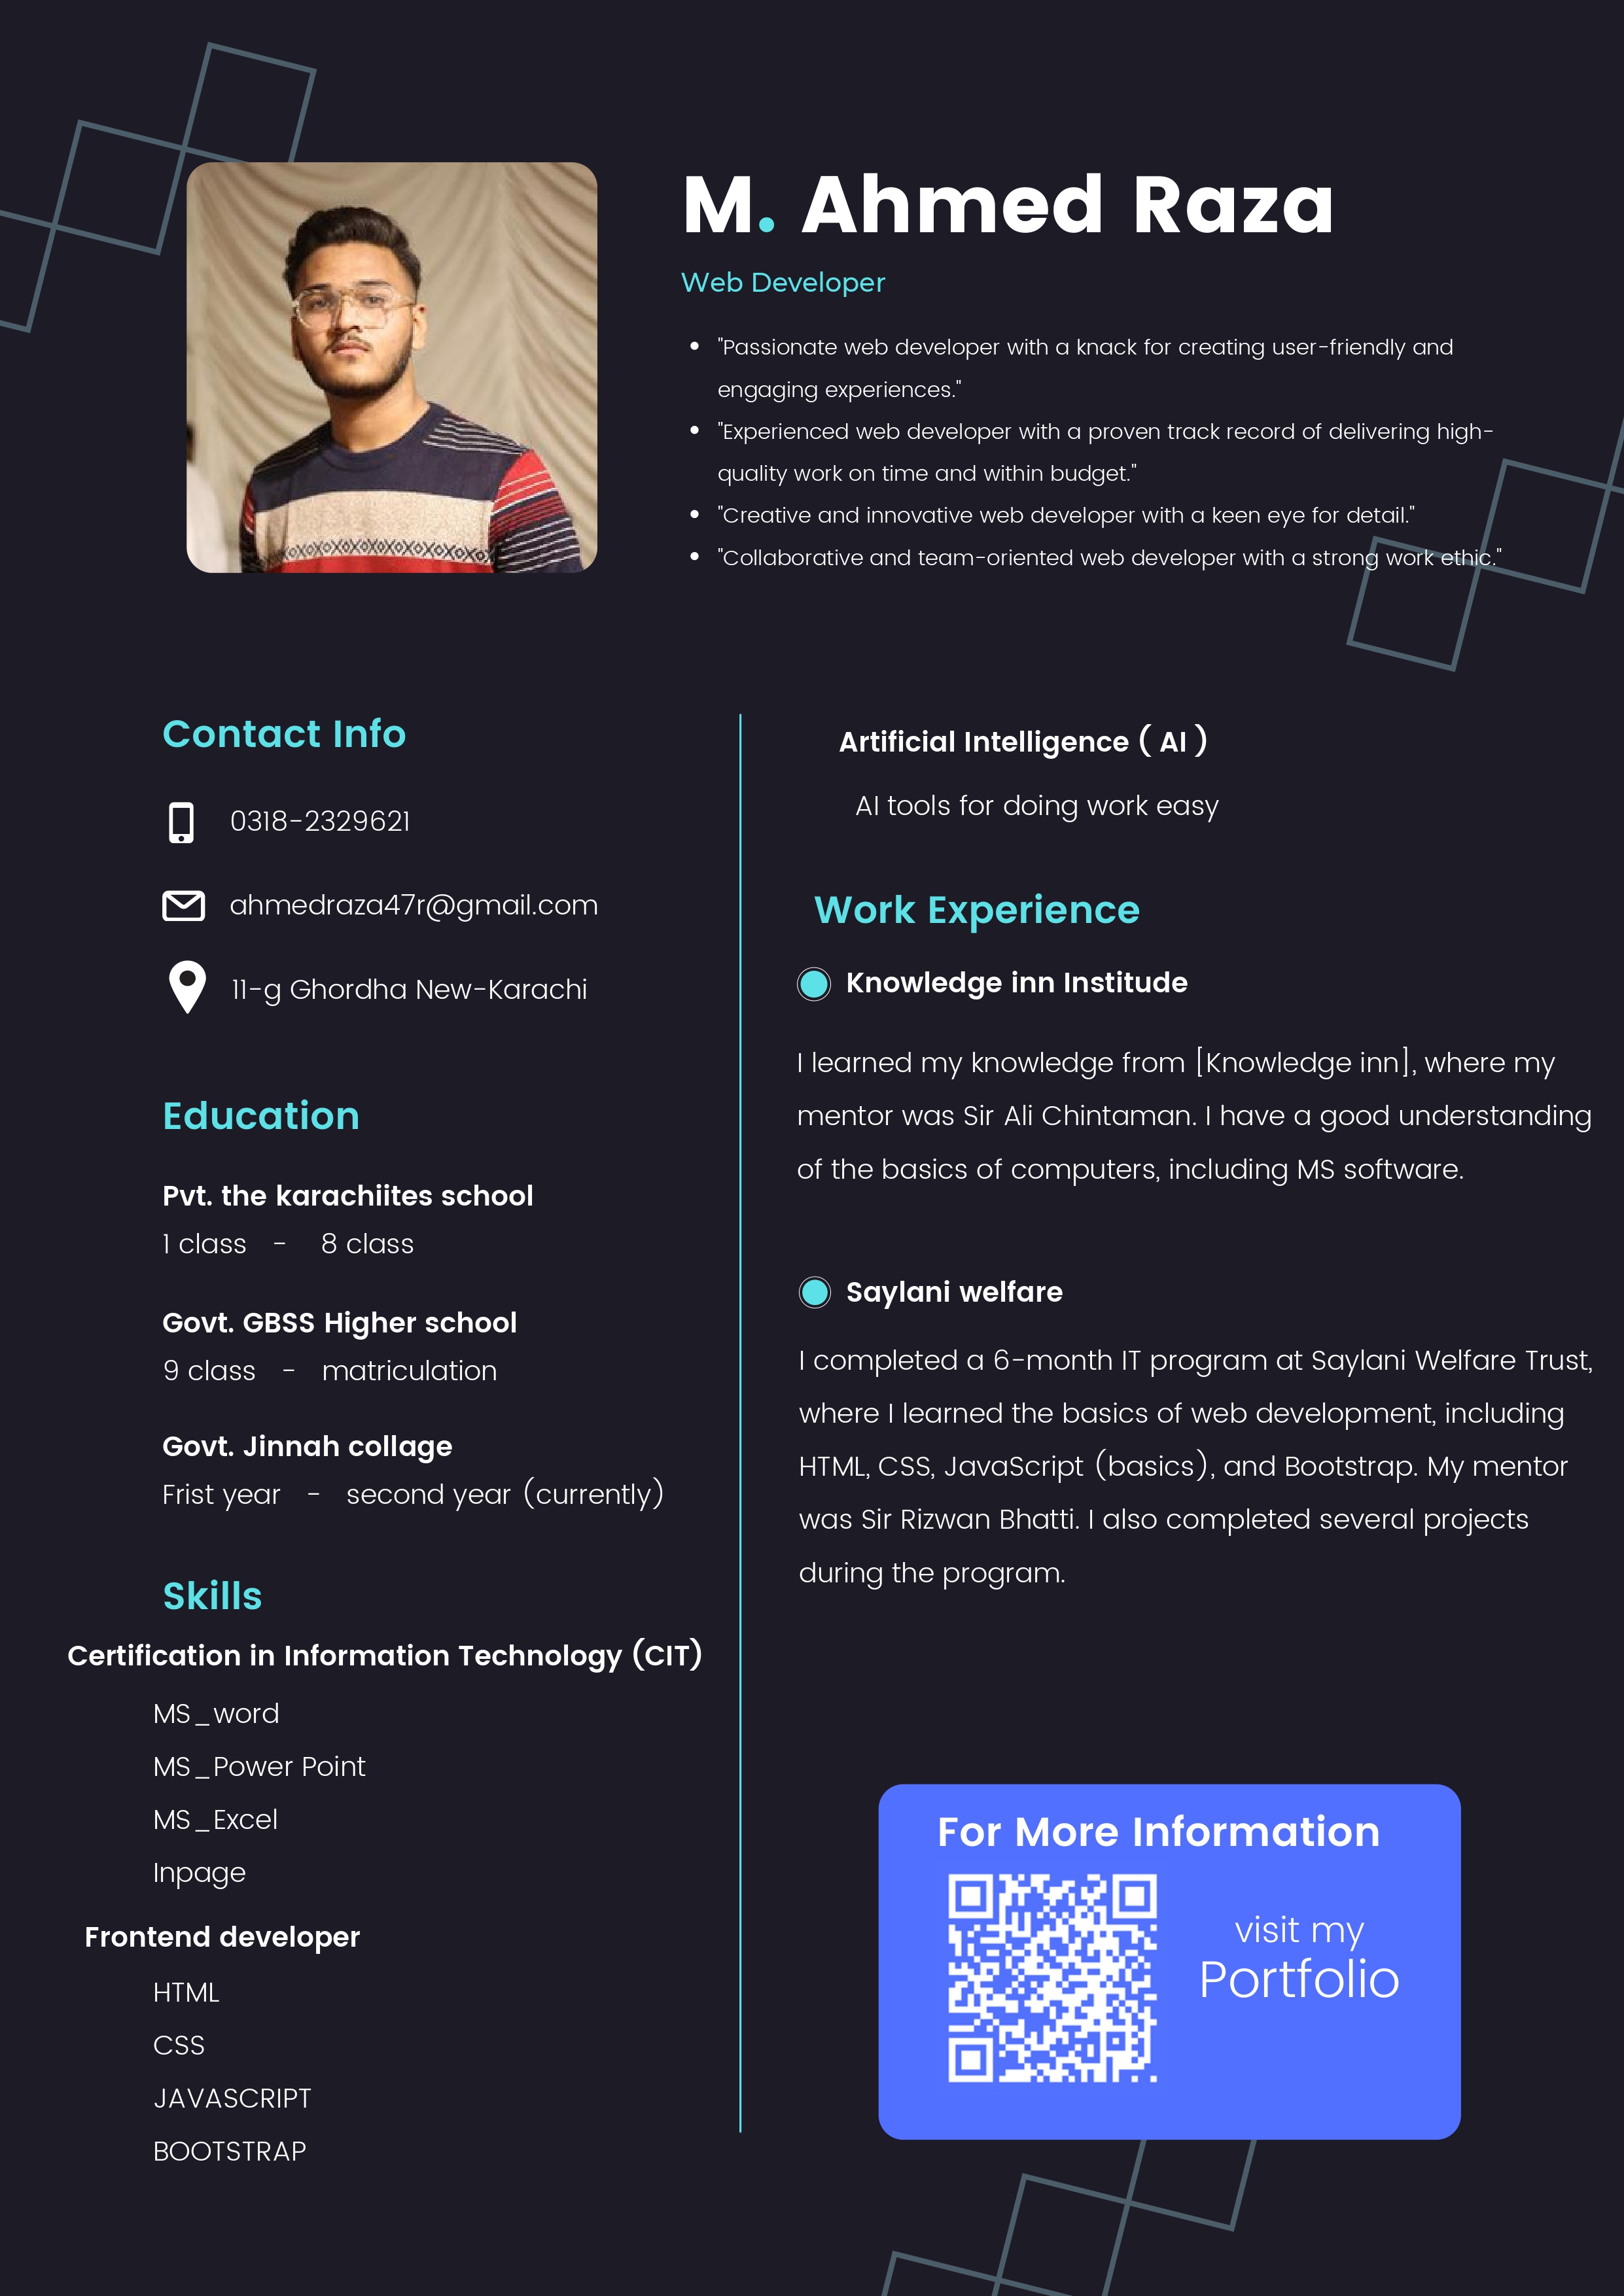 M. Ahmed Raza
Web Developer
• "Passionate web developer with a knack for creating user-friendly and
engaging experiences."
• "Experienced web developer with a proven track record of delivering high-
quality work on time and within budget."
• "Creative and innovative web developer with a keen eye for detail."
• "Collaborative and team-oriented web developer with a strong work ethic."
Contact Info
0318-2329621
ahmedraza47r@gmail.com
11-g Ghordha New-Karachi
Education
Pvt. the karachiites school
1 class - 8 class
Govt. GBSS Higher school
9 class - matriculation
Govt. Jinnah collage
Frist year - second year (currently)
Skills
Certification in Information Technology (CIT)
MS_word
MS_Power Point
MS_Excel
Inpage
Frontend developer
HTML
CSS
JAVASCRIPT
BOOTSTRAP
Artificial Intelligence ( AI )
AI tools for doing work easy
Work Experience
Knowledge inn Institude
I learned my knowledge from [Knowledge inn], where my
mentor was Sir Ali Chintaman. I have a good understanding
of the basics of computers, including MS software.
Saylani welfare
I completed a 6-month IT program at Saylani Welfare Trust,
where I learned the basics of web development, including
HTML, CSS, JavaScript (basics), and Bootstrap. My mentor
was Sir Rizwan Bhatti. I also completed several projects
during the program.
For More Information
visit my
Portfolio